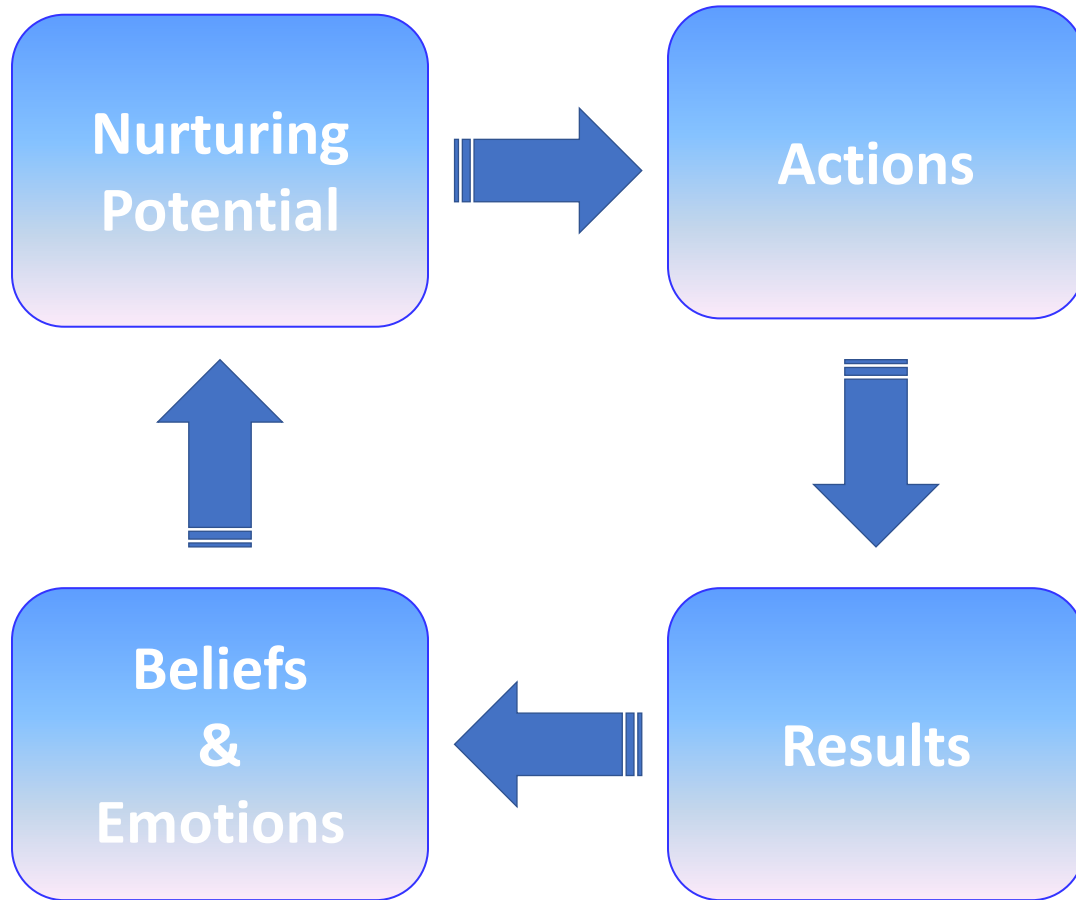 Nurturing
Potential
Actions
Beliefs
&
Emotions
Results